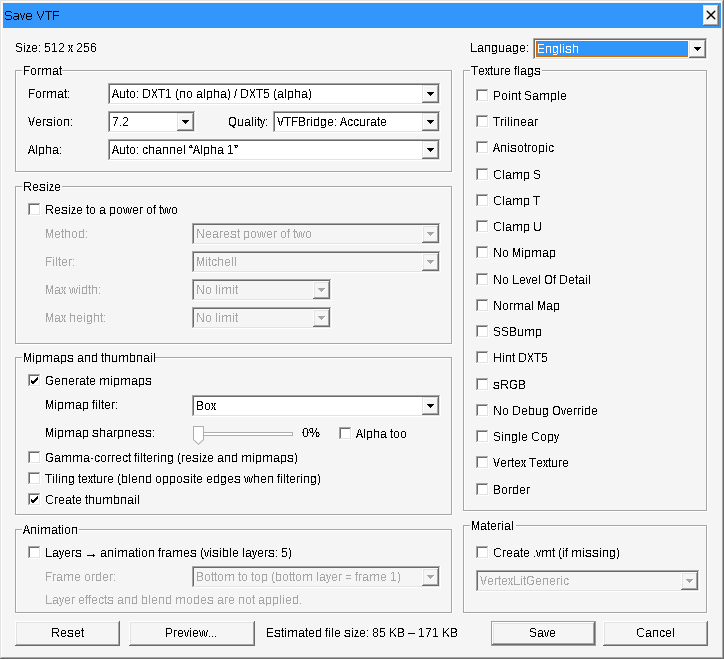 Save VTF
Size: 512 x 256
Language: English
Format
Format: Auto: DXT1 (no alpha) / DXT5 (alpha)
Version: 7.2 Quality: VTFBridge: Accurate
Alpha: Auto: channel “Alpha 1”
Resize
Resize to a power of two
Method: Nearest power of two
Filter: Mitchell
Max width: No limit
Max height: No limit
Mipmaps and thumbnail
Generate mipmaps
Mipmap filter: Box
Mipmap sharpness: 0% Alpha too
Gamma-correct filtering (resize and mipmaps)
Tiling texture (blend opposite edges when filtering)
Create thumbnail
Animation
Layers → animation frames (visible layers: 5)
Frame order: Bottom to top (bottom layer = frame 1)
Layer effects and blend modes are not applied.
Texture flags
Point Sample
Trilinear
Anisotropic
Clamp S
Clamp T
Clamp U
No Mipmap
No Level Of Detail
Normal Map
SSBump
Hint DXT5
sRGB
No Debug Override
Single Copy
Vertex Texture
Border
Material
Create .vmt (if missing)
VertexLitGeneric
Reset
Preview...
Estimated file size: 85 KB – 171 KB
Save
Cancel